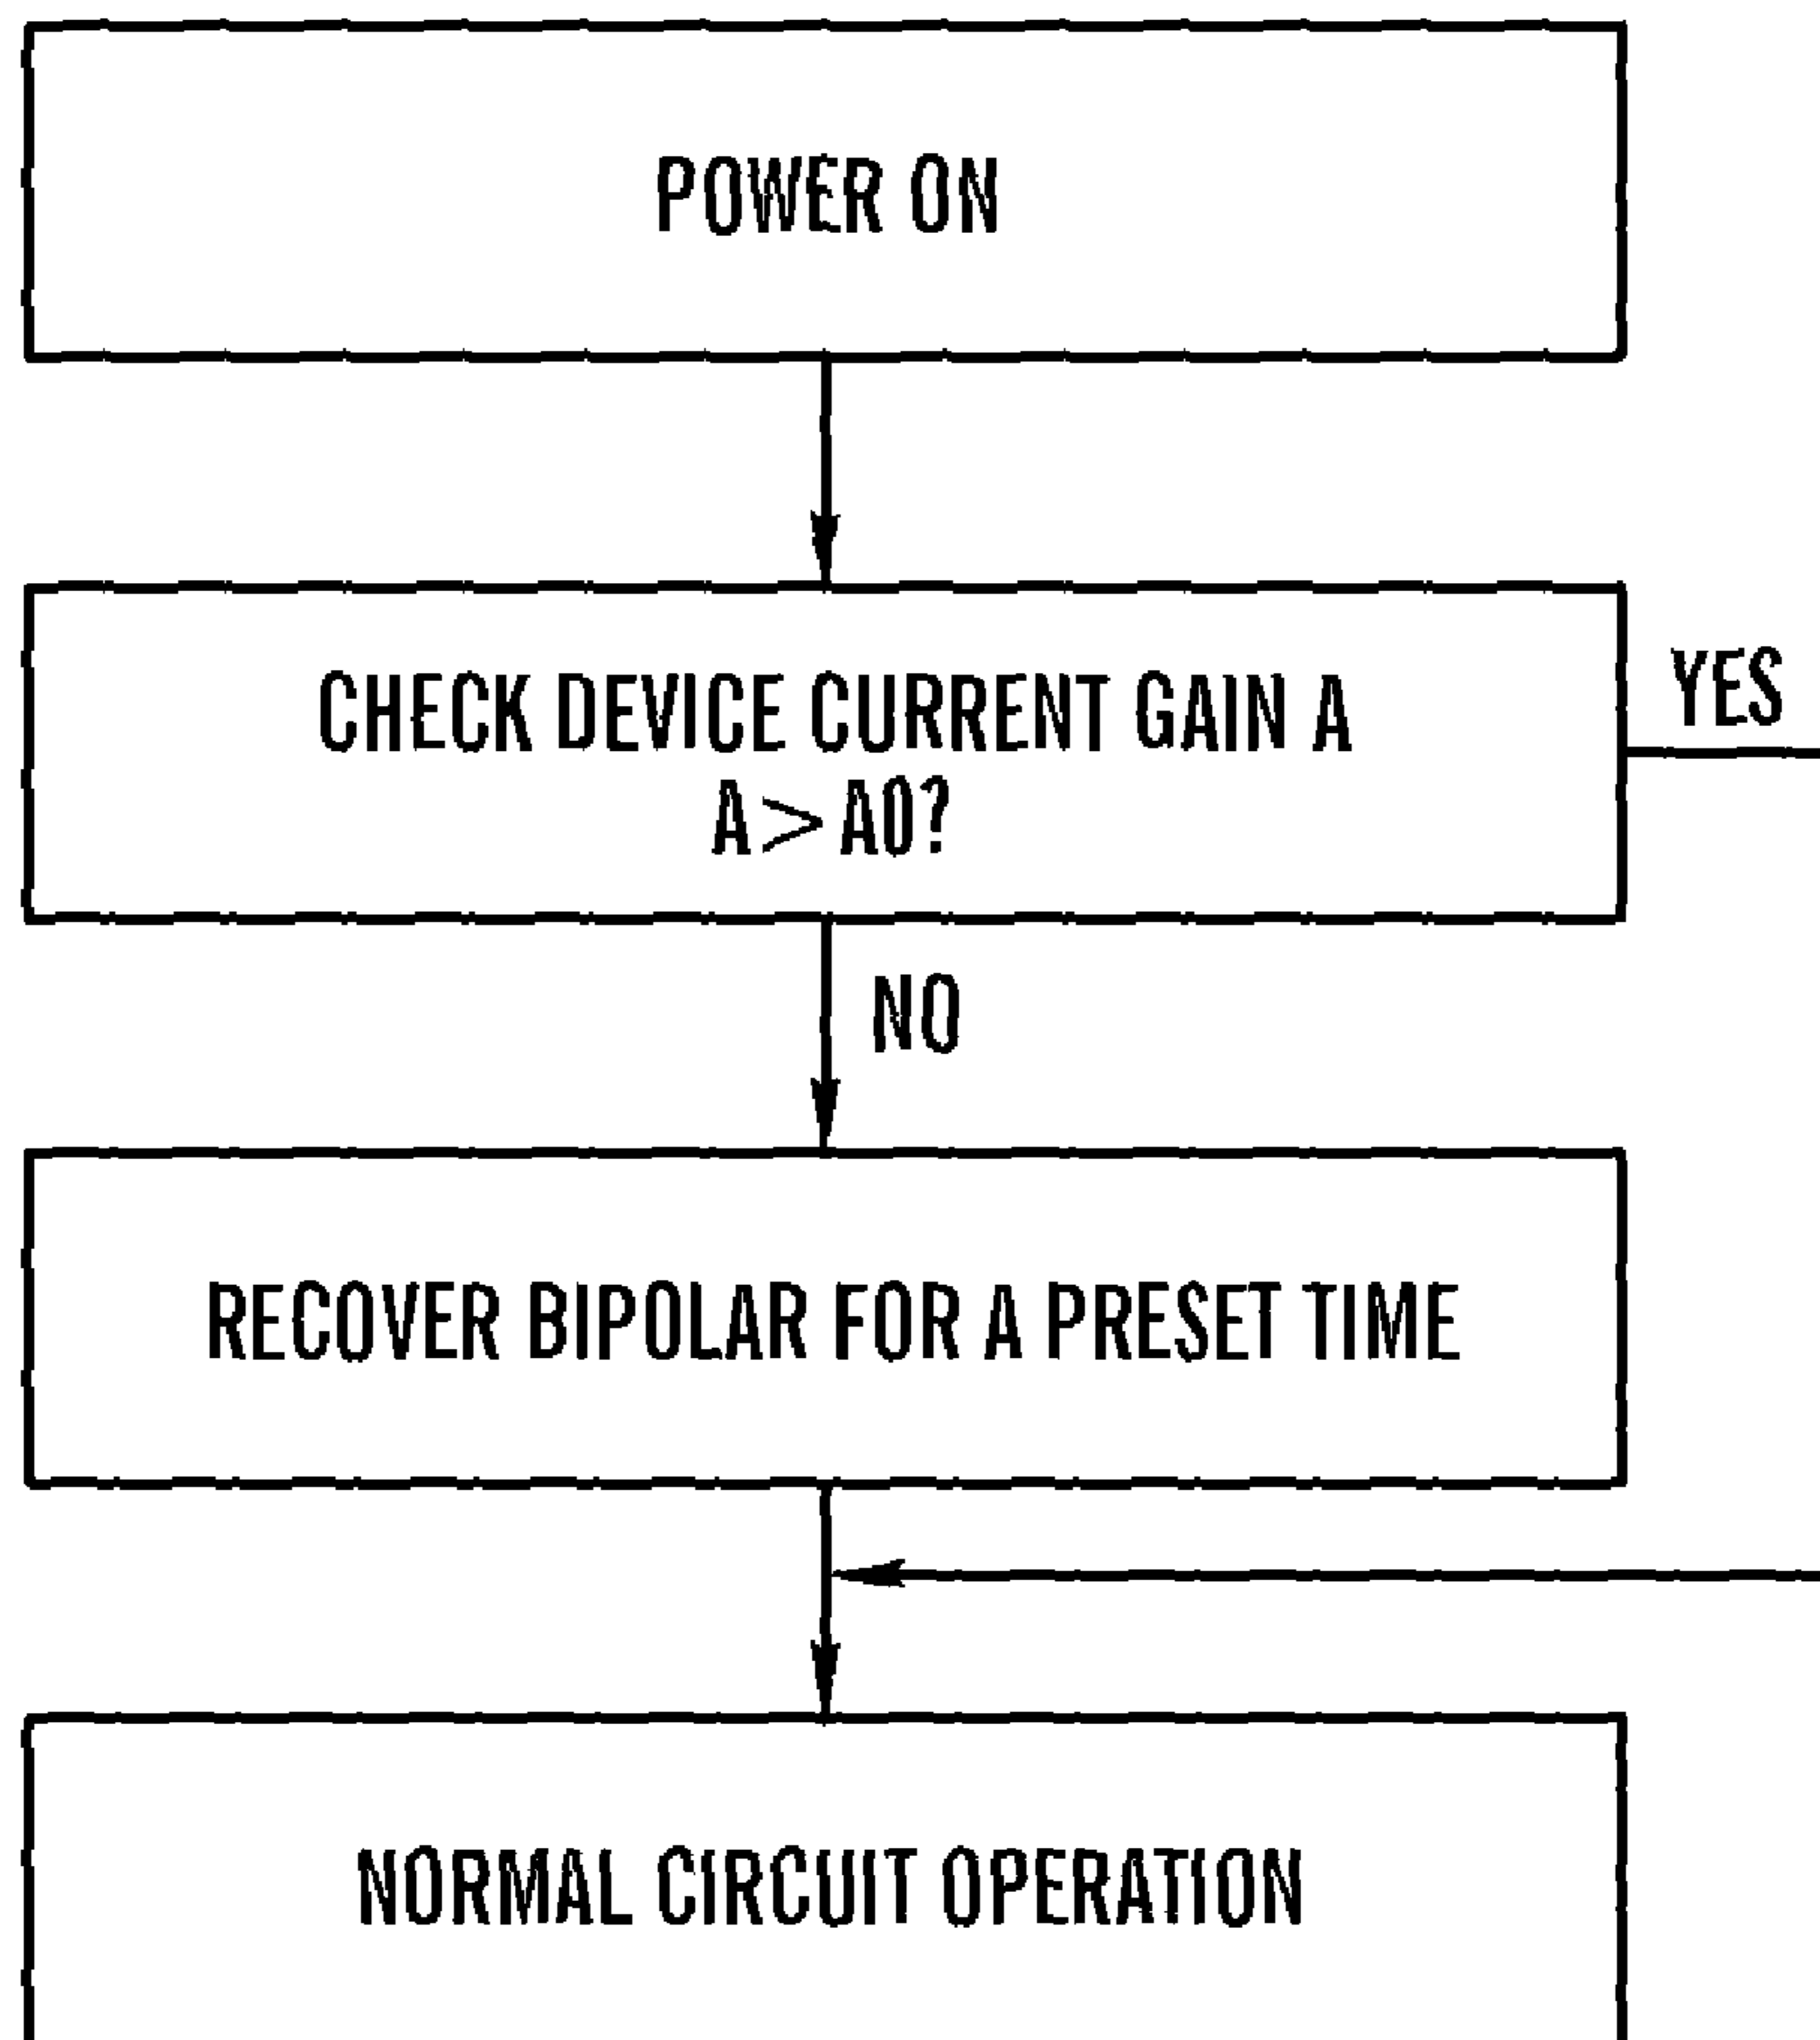 POWER ON
CHECK DEVICE CURRENT GAIN A
A > A0?
YES
NO
RECOVER BIPOLAR FOR A PRESET TIME
NORMAL CIRCUIT OPERATION